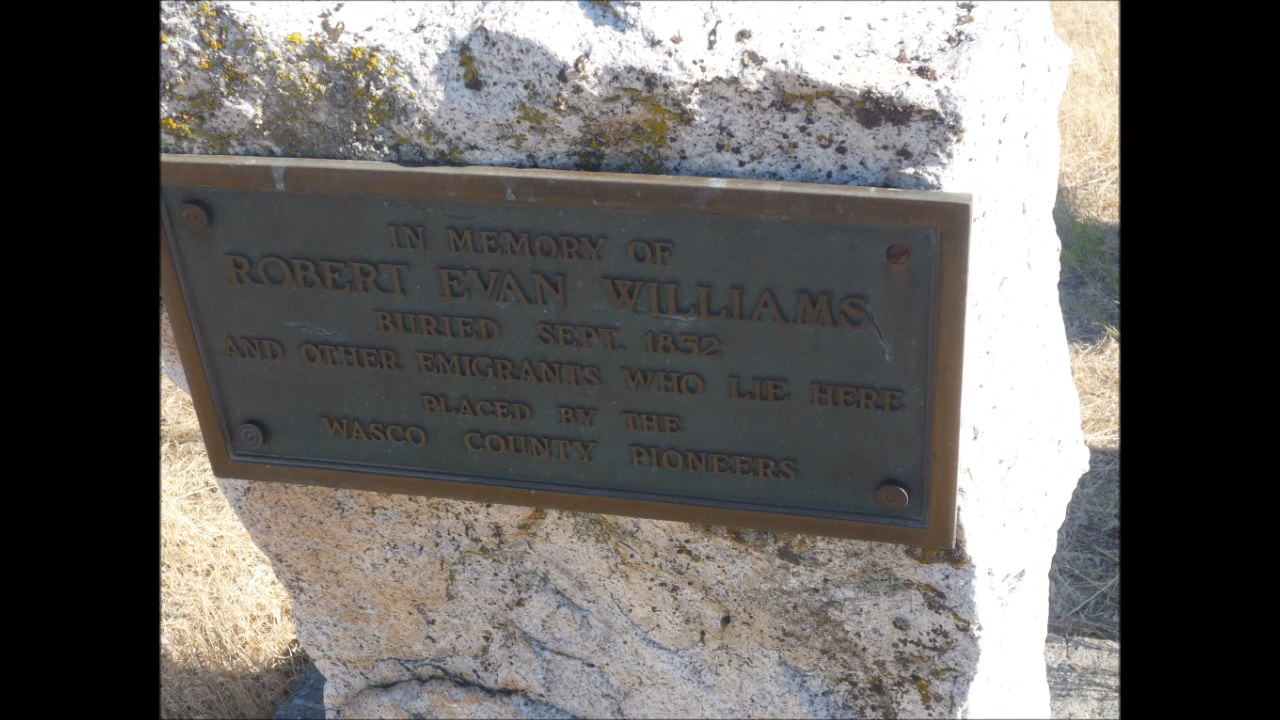 IN MEMORY OF
ROBERT EVAN WILLIAMS
BURIED SEPT. 1852
AND OTHER EMIGRANTS WHO LIE HERE
PLACED BY THE
WASCO COUNTY PIONEERS